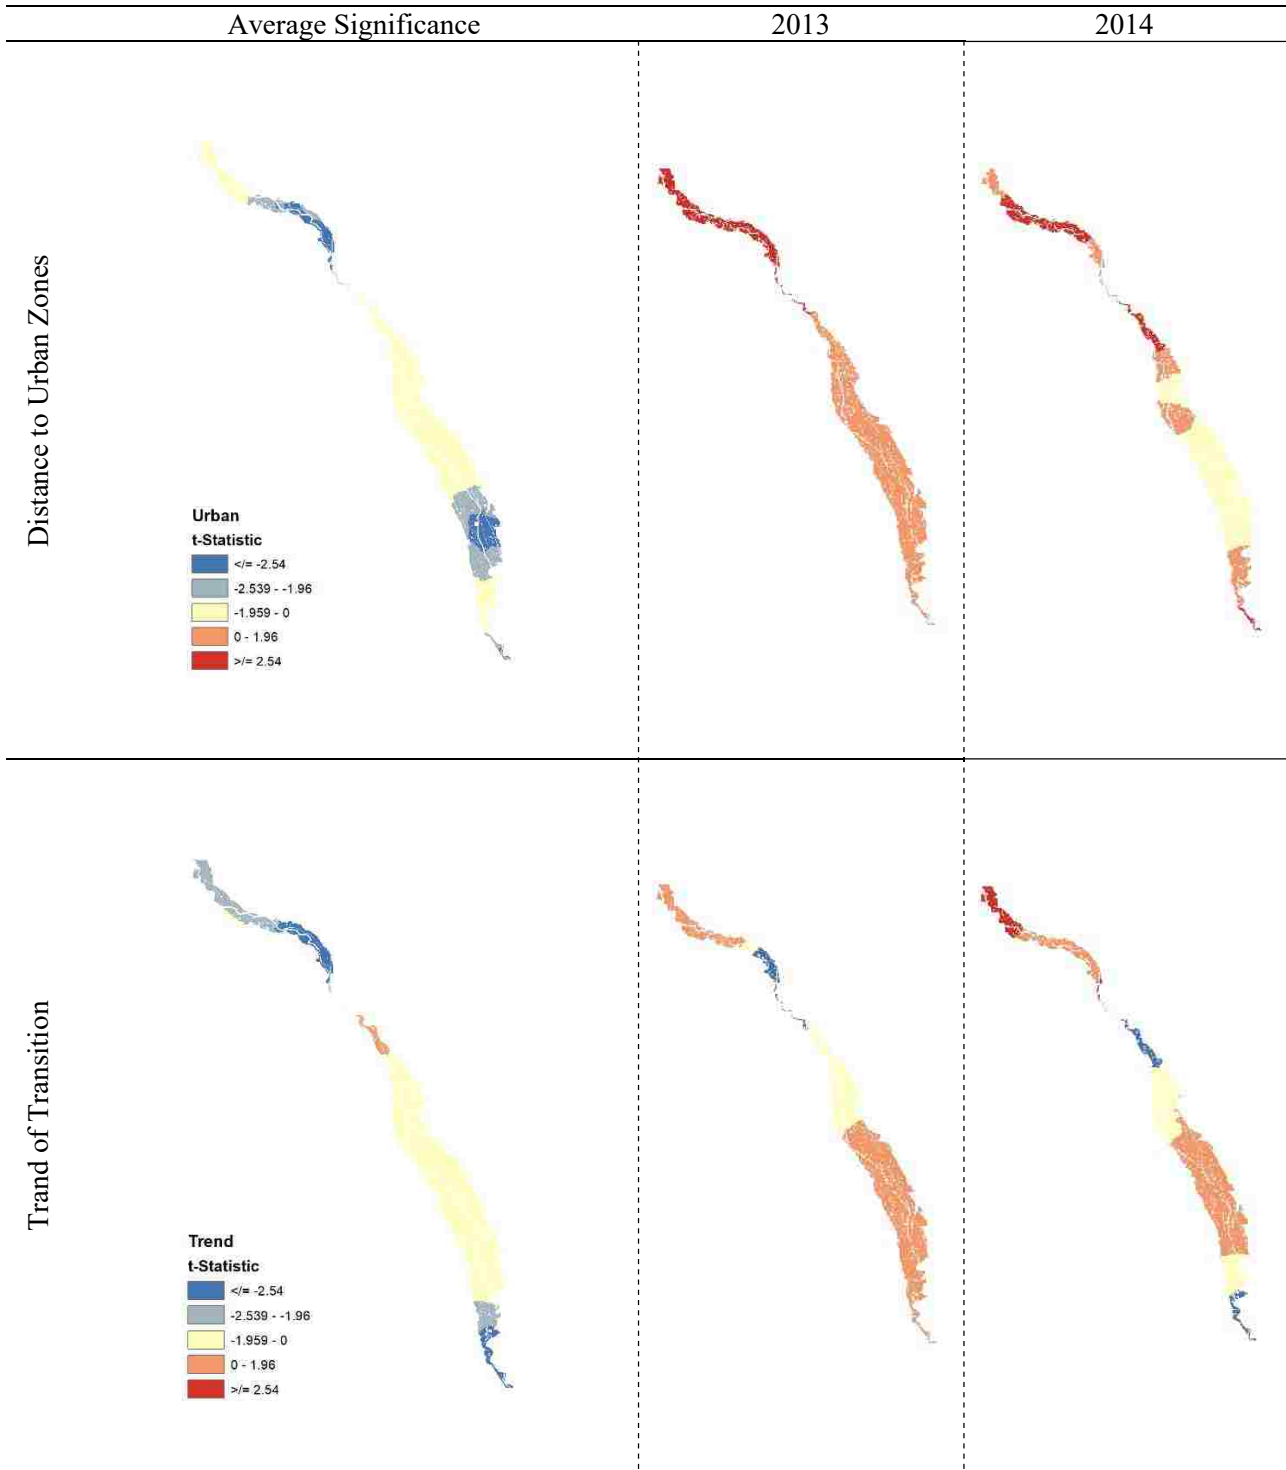 Average Significance
2013
2014
Distance to Urban Zones
Urban
t-Statistic
</= -2.54
-2.539 - -1.96
-1.959 - 0
0 - 1.96
>/= 2.54
Trand of Transition
Trend
t-Statistic
</= -2.54
-2.539 - -1.96
-1.959 - 0
0 - 1.96
>/= 2.54